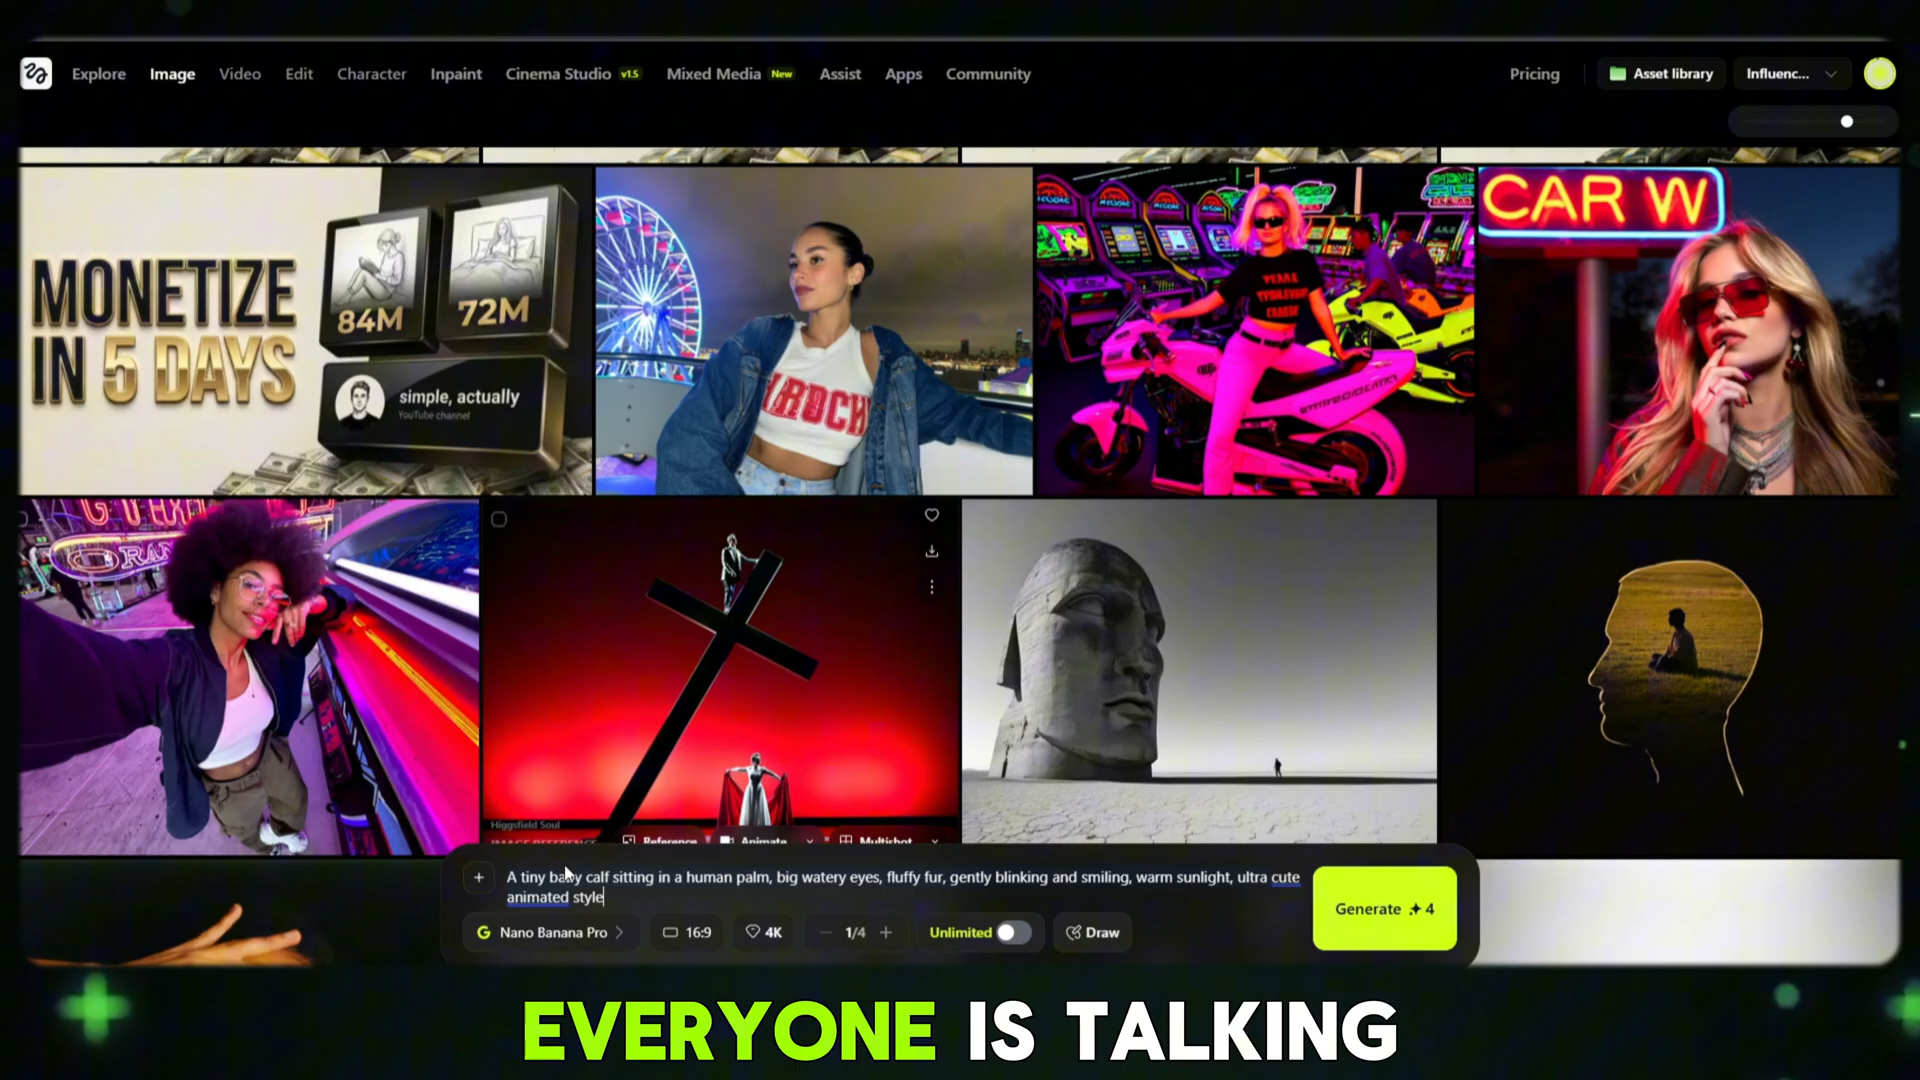 Explore Image Video Edit Character Inpaint Cinema Studio v1.5 Mixed Media New Assist Apps Community Pricing Asset library Influenc...
MONETIZE
IN 5 DAYS
84M 72M
simple, actually
YouTube channel
CAR W
Higgsfield Soul
Reference Animate Multishot
A tiny baby calf sitting in a human palm, big watery eyes, fluffy fur, gently blinking and smiling, warm sunlight, ultra cute
animated style
Nano Banana Pro 16:9 4K 1/4 Unlimited Draw
Generate 4
EVERYONE IS TALKING